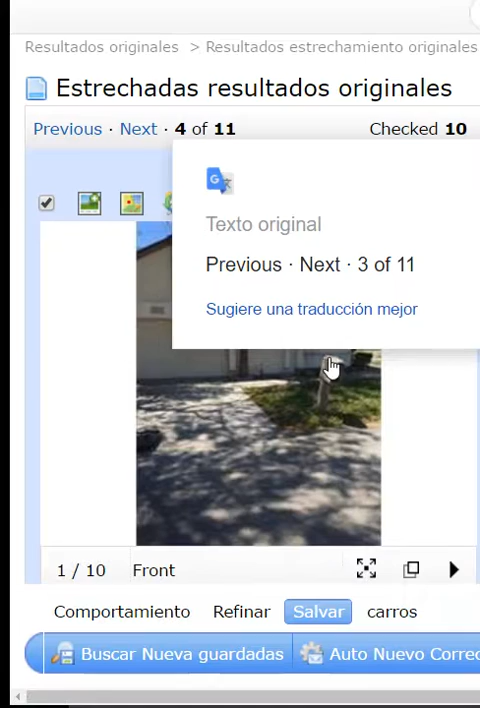 Resultados originales > Resultados estrechamiento originales
Estrechadas resultados originales
Previous · Next · 4 of 11 Checked 10
Texto original
Previous · Next · 3 of 11
Sugiere una traducción mejor
1 / 10 Front
Comportamiento Refinar Salvar carros
Buscar Nueva guardadas Auto Nuevo Correo